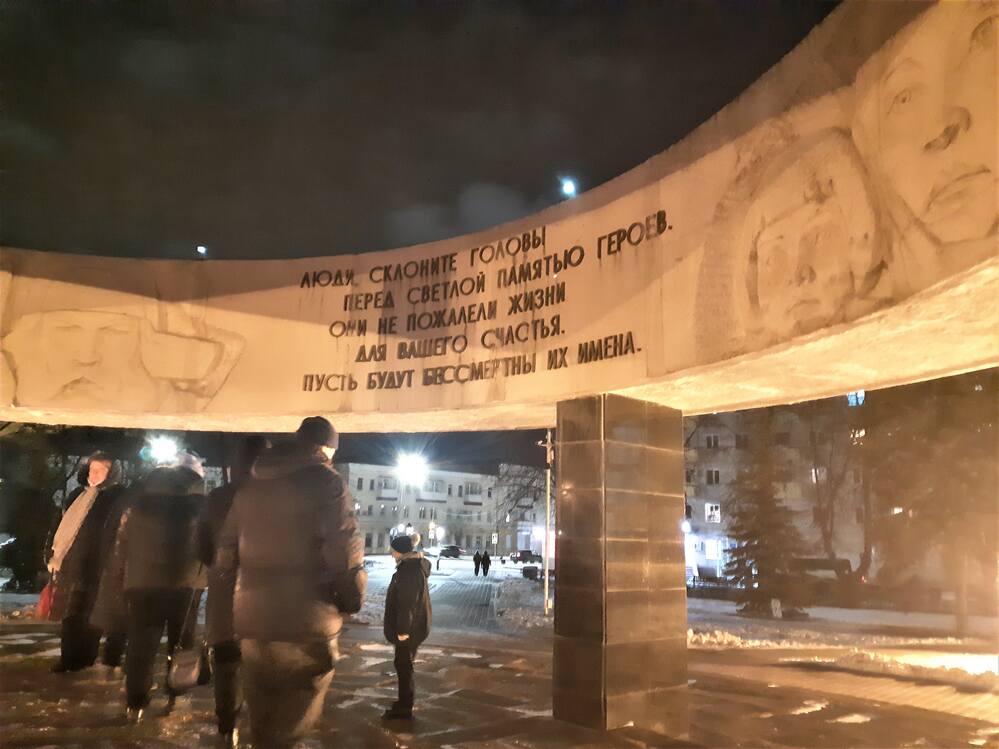 ЛЮДИ, СКЛОНИТЕ ГОЛОВЫ
ПЕРЕД СВЕТЛОЙ ПАМЯТЬЮ ГЕРОЕВ.
ОНИ НЕ ПОЖАЛЕЛИ ЖИЗНИ
ДЛЯ ВАШЕГО СЧАСТЬЯ.
ПУСТЬ БУДУТ БЕССМЕРТНЫ ИХ ИМЕНА.